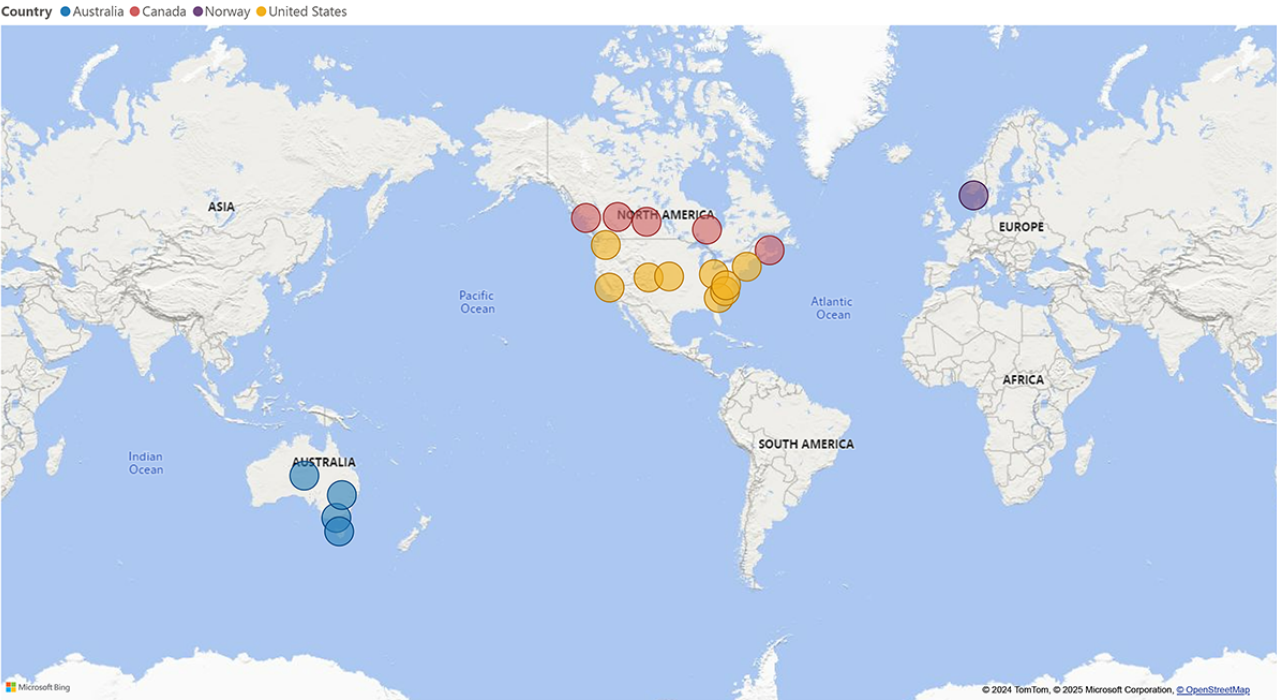 Country Australia Canada Norway United States
ASIA
NORTH AMERICA
EUROPE
Pacific
Ocean
Atlantic
Ocean
AFRICA
SOUTH AMERICA
Indian
Ocean
AUSTRALIA
Microsoft Bing
© 2024 TomTom, © 2025 Microsoft Corporation, © OpenStreetMap